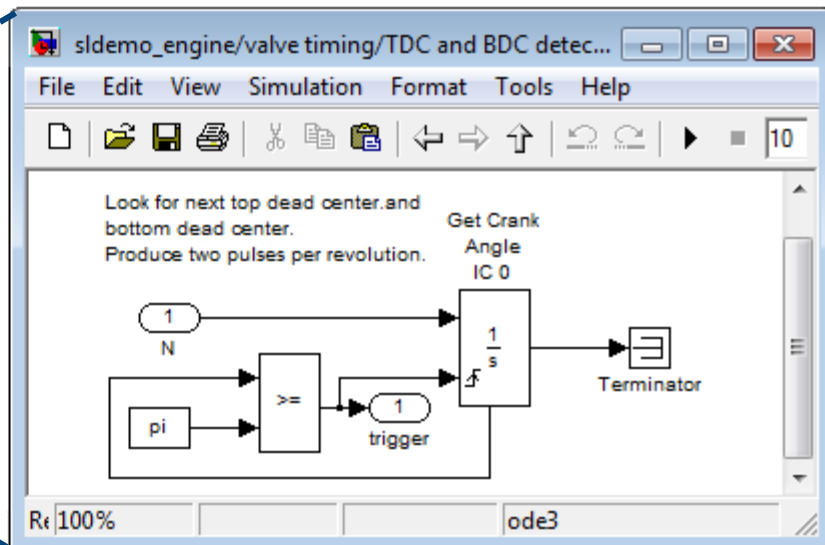 sldemo_engine/valve timing/TDC and BDC detec...
File Edit View Simulation Format Tools Help
10
Look for next top dead center.and
bottom dead center.
Produce two pulses per revolution.
Get Crank
Angle
IC 0
1
N
1
s
>=
pi
1
trigger
Terminator
Re 100% ode3